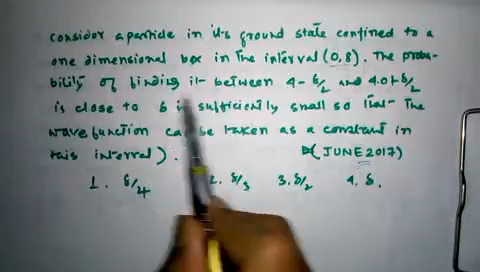 consider a particle in it's ground state confined to a
one dimensional box in the interval (0,8). The proba-
bility of finding it between 4-δ/2 and 4.0+δ/2
is close to δ is sufficiently small so that the
wavefunction can be taken as a constant in
this interval). (JUNE 2017)
1. δ/4 2. δ/3 3. δ/2 4. δ.